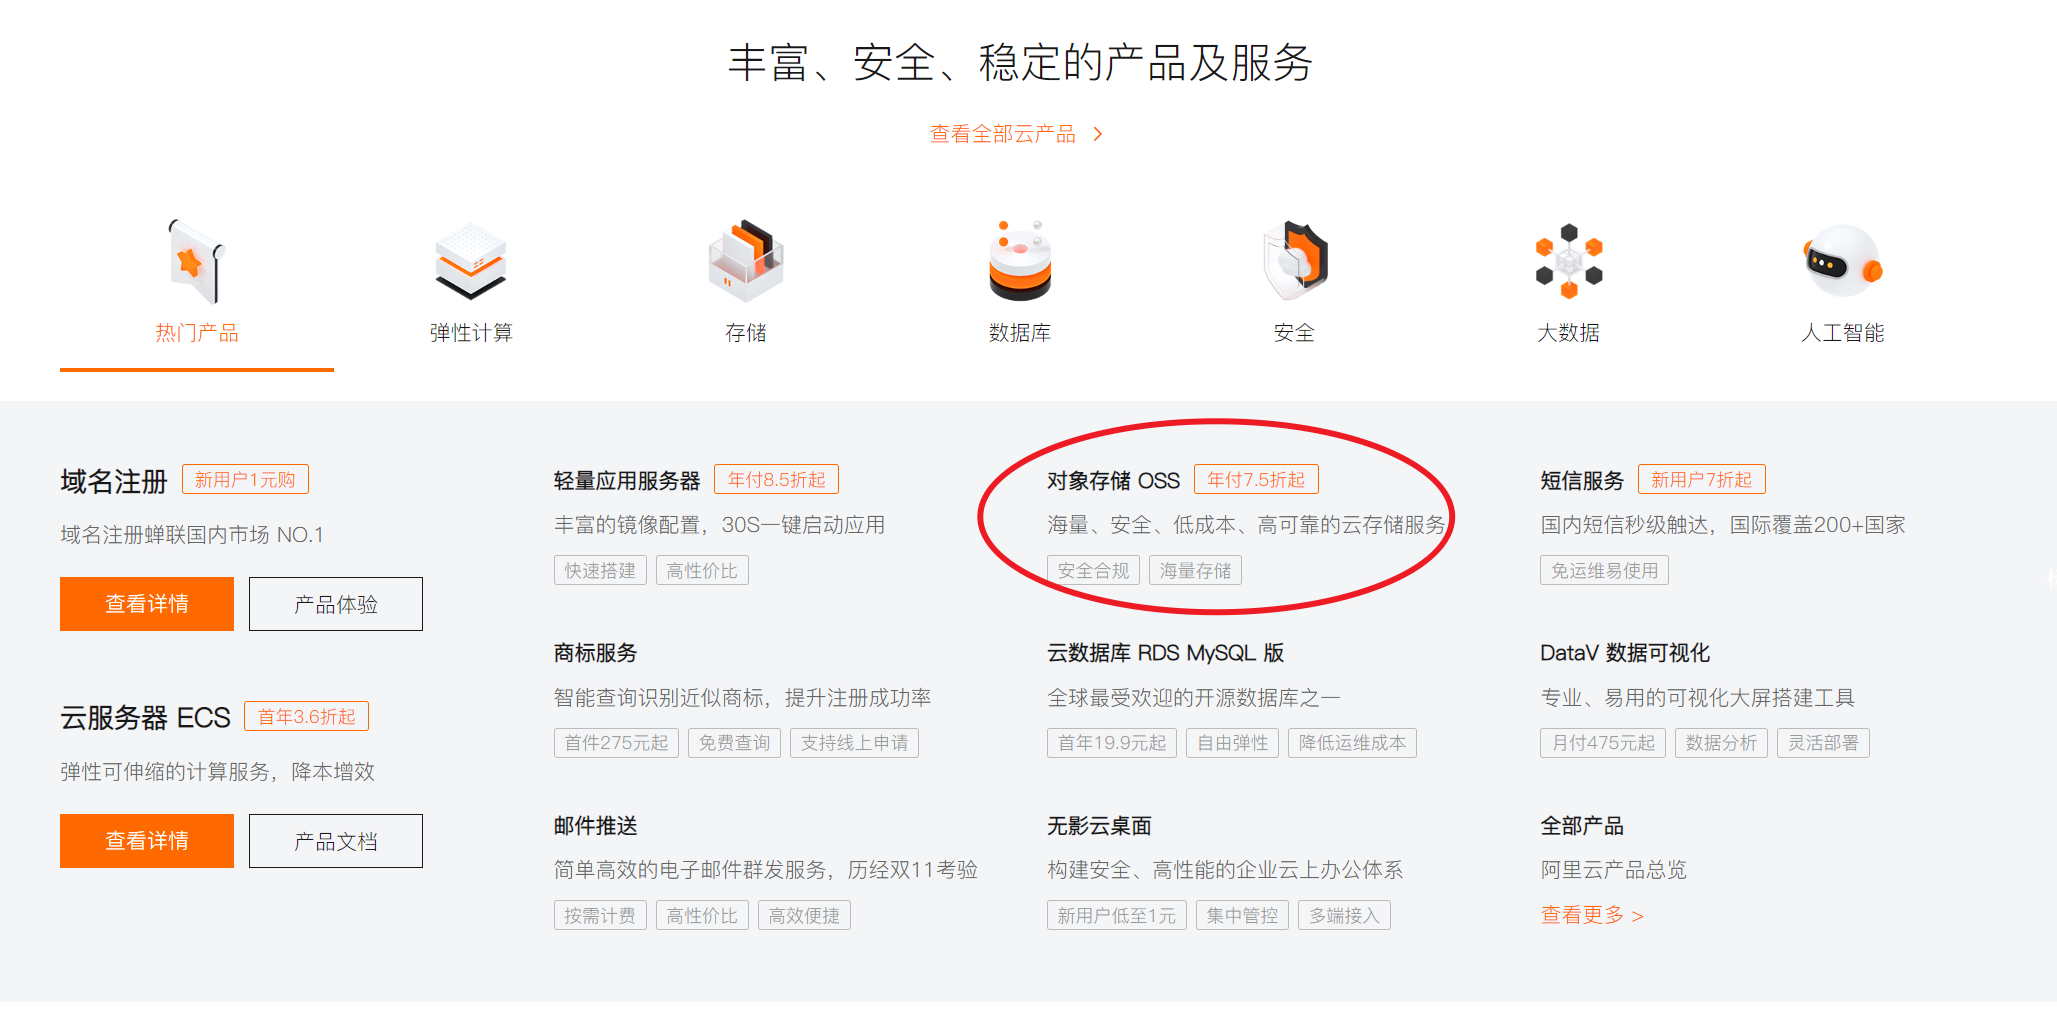 丰富、安全、稳定的产品及服务
查看全部云产品 >
热门产品
弹性计算
存储
数据库
安全
大数据
人工智能
域名注册 新用户1元购
域名注册蝉联国内市场 NO.1
查看详情 产品体验
云服务器 ECS 首年3.6折起
弹性可伸缩的计算服务，降本增效
查看详情 产品文档
轻量应用服务器 年付8.5折起
丰富的镜像配置，30S一键启动应用
快速搭建 高性价比
对象存储 OSS 年付7.5折起
海量、安全、低成本、高可靠的云存储服务
安全合规 海量存储
短信服务 新用户7折起
国内短信秒级触达，国际覆盖200+国家
免运维易使用
商标服务
智能查询识别近似商标，提升注册成功率
首件275元起 免费查询 支持线上申请
云数据库 RDS MySQL 版
全球最受欢迎的开源数据库之一
首年19.9元起 自由弹性 降低运维成本
DataV 数据可视化
专业、易用的可视化大屏搭建工具
月付475元起 数据分析 灵活部署
邮件推送
简单高效的电子邮件群发服务，历经双11考验
按需计费 高性价比 高效便捷
无影云桌面
构建安全、高性能的企业云上办公体系
新用户低至1元 集中管控 多端接入
全部产品
阿里云产品总览
查看更多 >